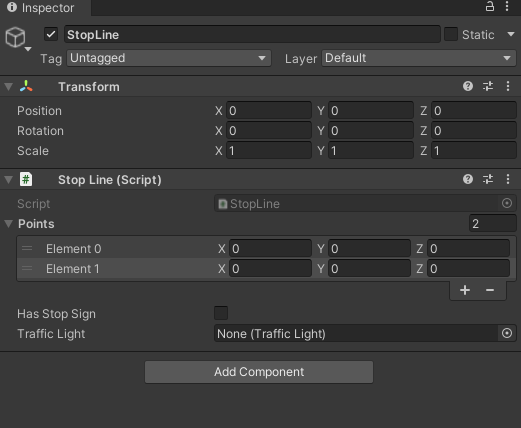 Inspector
StopLine Static
Tag Untagged Layer Default
Transform
Position X 0 Y 0 Z 0
Rotation X 0 Y 0 Z 0
Scale X 1 Y 1 Z 1
# Stop Line (Script)
Script # StopLine
Points 2
Element 0 X 0 Y 0 Z 0
Element 1 X 0 Y 0 Z 0
+ −
Has Stop Sign
Traffic Light None (Traffic Light)
Add Component